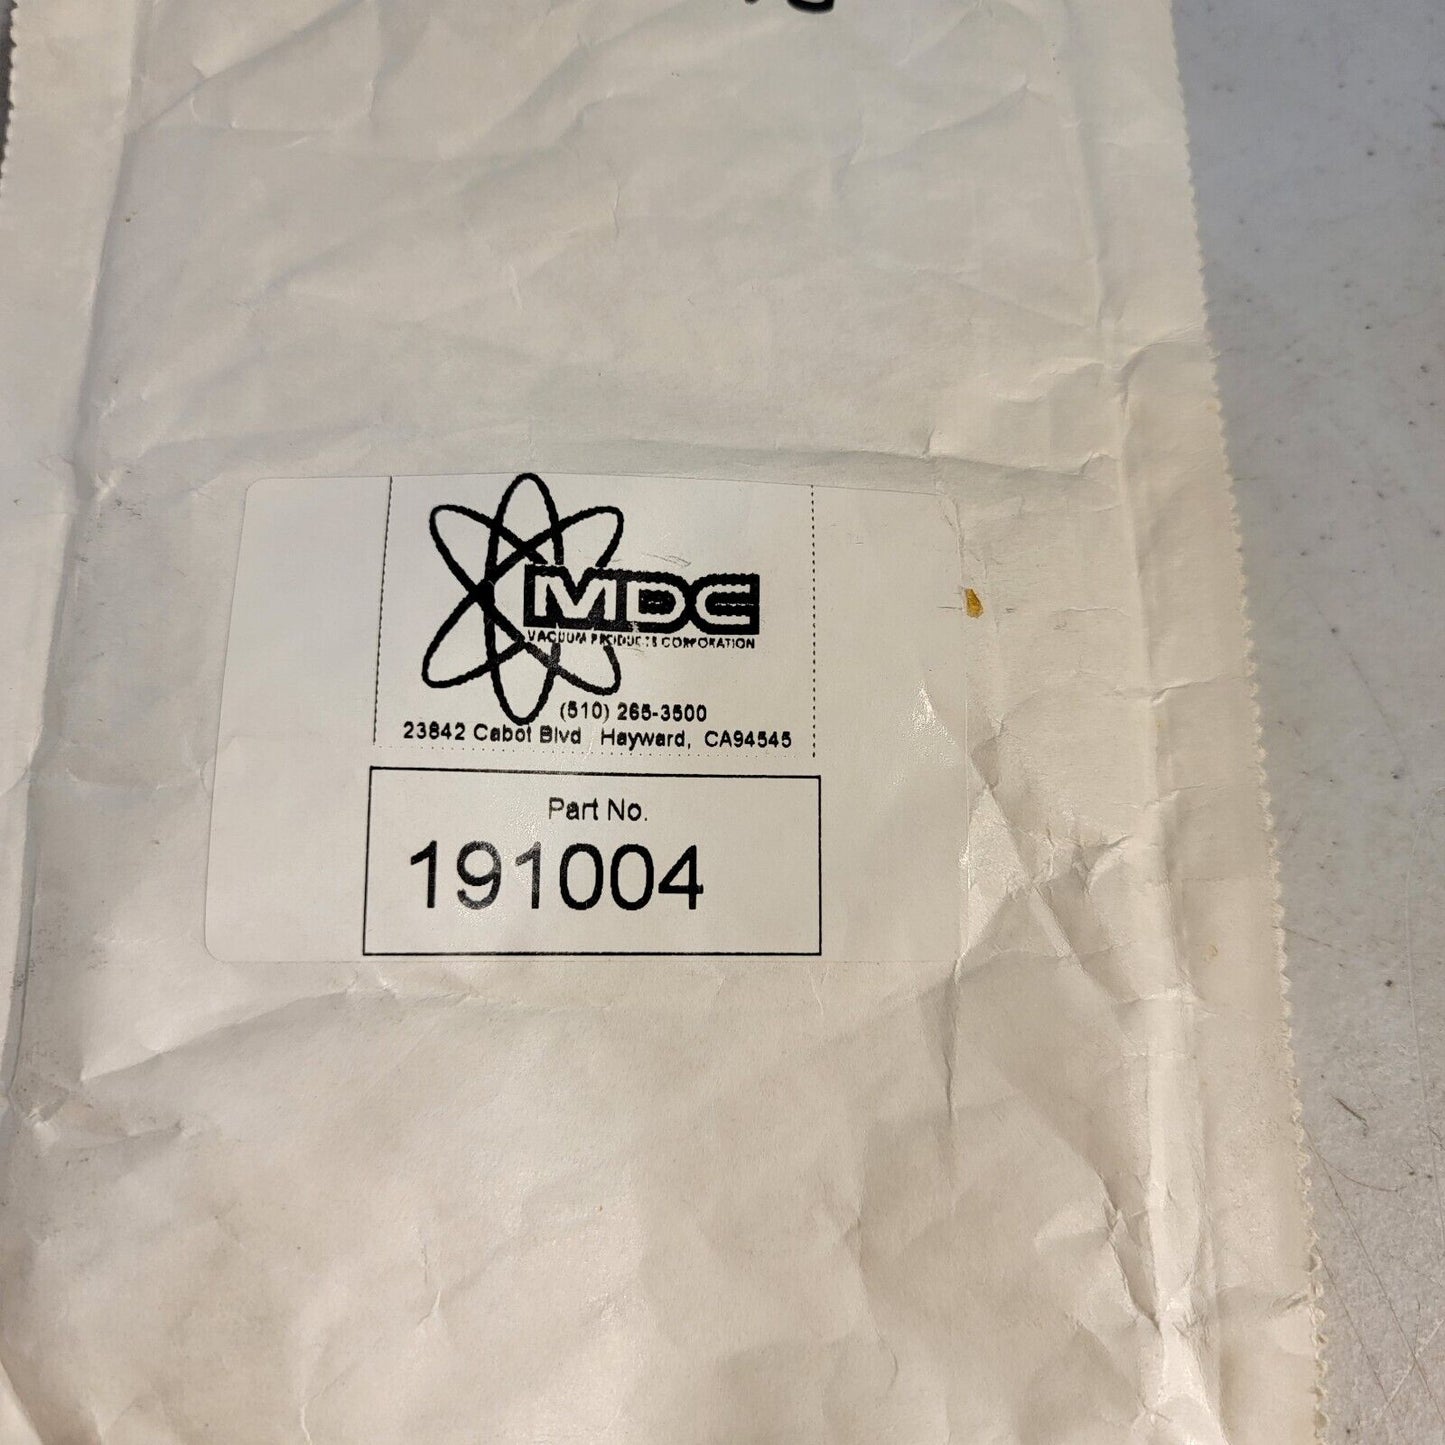 MDC
VACUUM PRODUCTS CORPORATION
(510) 265-3500
23842 Cabot Blvd Hayward, CA94545
Part No.
191004